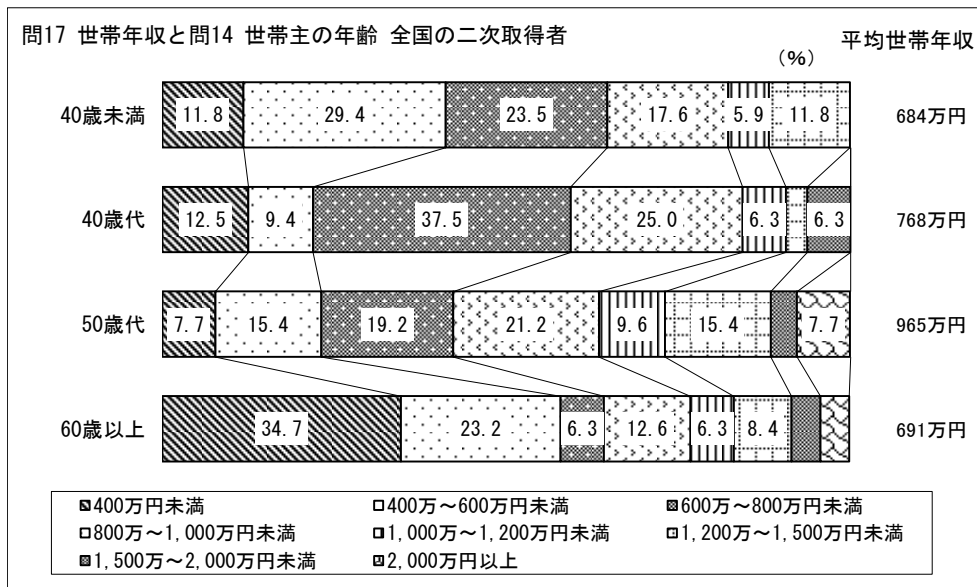 問17 世帯年収と問14 世帯主の年齢 全国の二次取得者
平均世帯年収
（%）
40歳未満 11.8 29.4 23.5 17.6 5.9 11.8 684万円
40歳代 12.5 9.4 37.5 25.0 6.3 6.3 768万円
50歳代 7.7 15.4 19.2 21.2 9.6 15.4 7.7 965万円
60歳以上 34.7 23.2 6.3 12.6 6.3 8.4 691万円
400万円未満 400万～600万円未満 600万～800万円未満
800万～1,000万円未満 1,000万～1,200万円未満 1,200万～1,500万円未満
1,500万～2,000万円未満 2,000万円以上